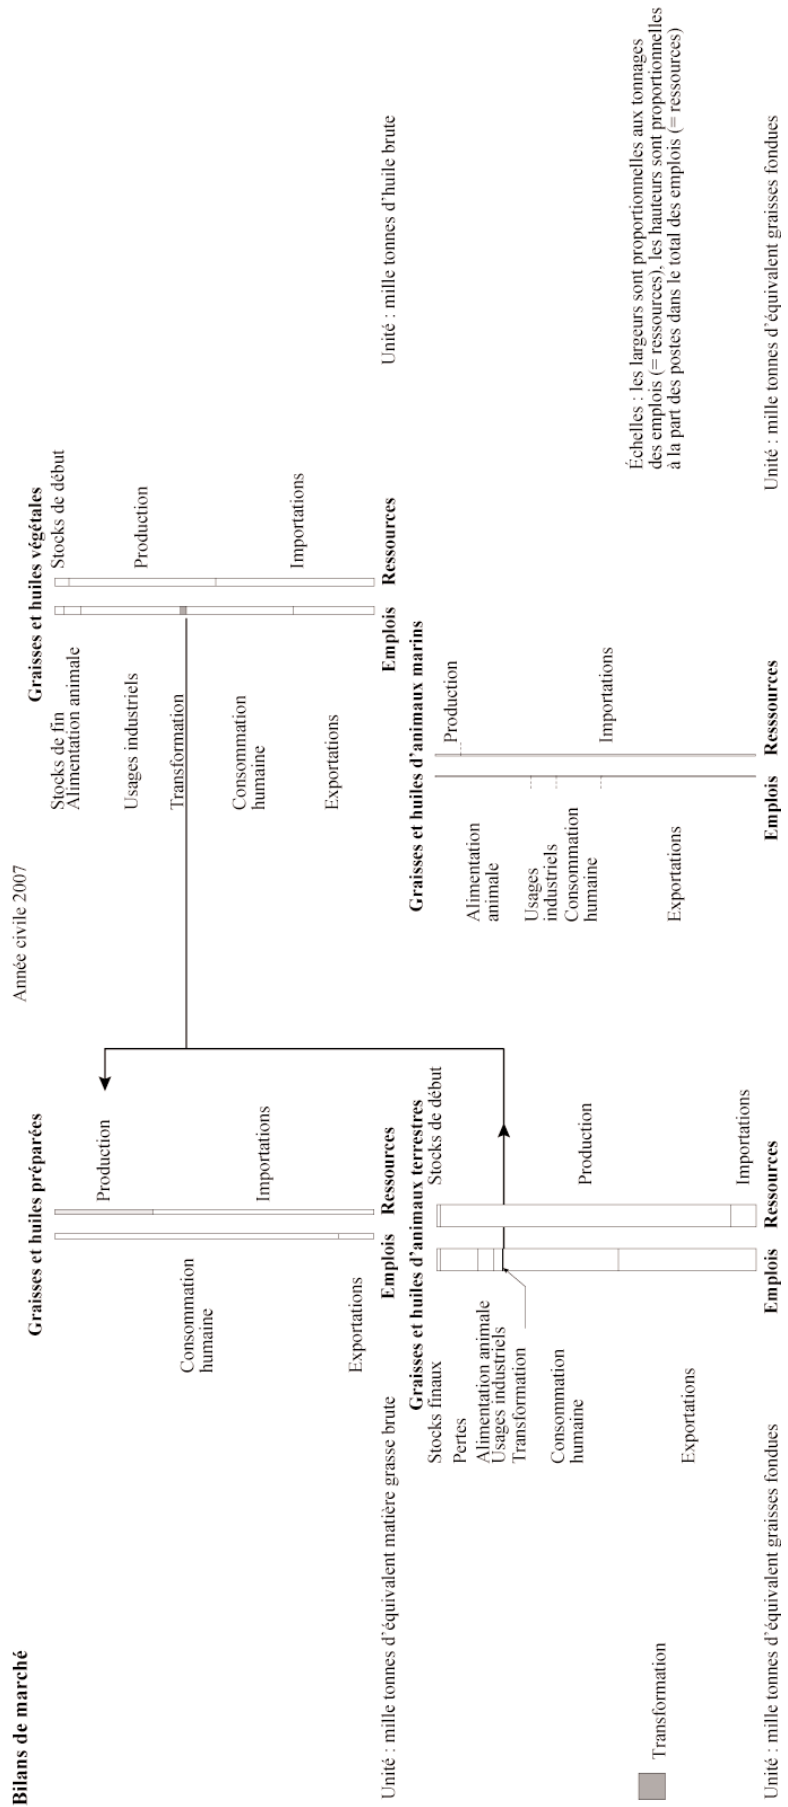 Bilans de marché
Année civile 2007
Graisses et huiles préparées
Production
Importations
Consommation
humaine
Exportations
Emplois
Ressources
Unité : mille tonnes d'équivalent matière grasse brute
Graisses et huiles végétales
Stocks de fin
Alimentation animale
Usages industriels
Transformation
Consommation
humaine
Exportations
Stocks de début
Production
Importations
Emplois
Ressources
Unité : mille tonnes d'huile brute
Graisses et huiles d'animaux terrestres
Stocks finaux
Pertes
Alimentation animale
Usages industriels
Transformation
Consommation
humaine
Exportations
Stocks de début
Production
Importations
Emplois
Ressources
Transformation
Unité : mille tonnes d'équivalent graisses fondues
Graisses et huiles d'animaux marins
Alimentation
animale
Usages
industriels
Consommation
humaine
Exportations
Production
Importations
Emplois
Resssources
Échelles : les largeurs sont proportionnelles aux tonnages
des emplois (= ressources), les hauteurs sont proportionnelles
à la part des postes dans le total des emplois (= ressources)
Unité : mille tonnes d'équivalent graisses fondues